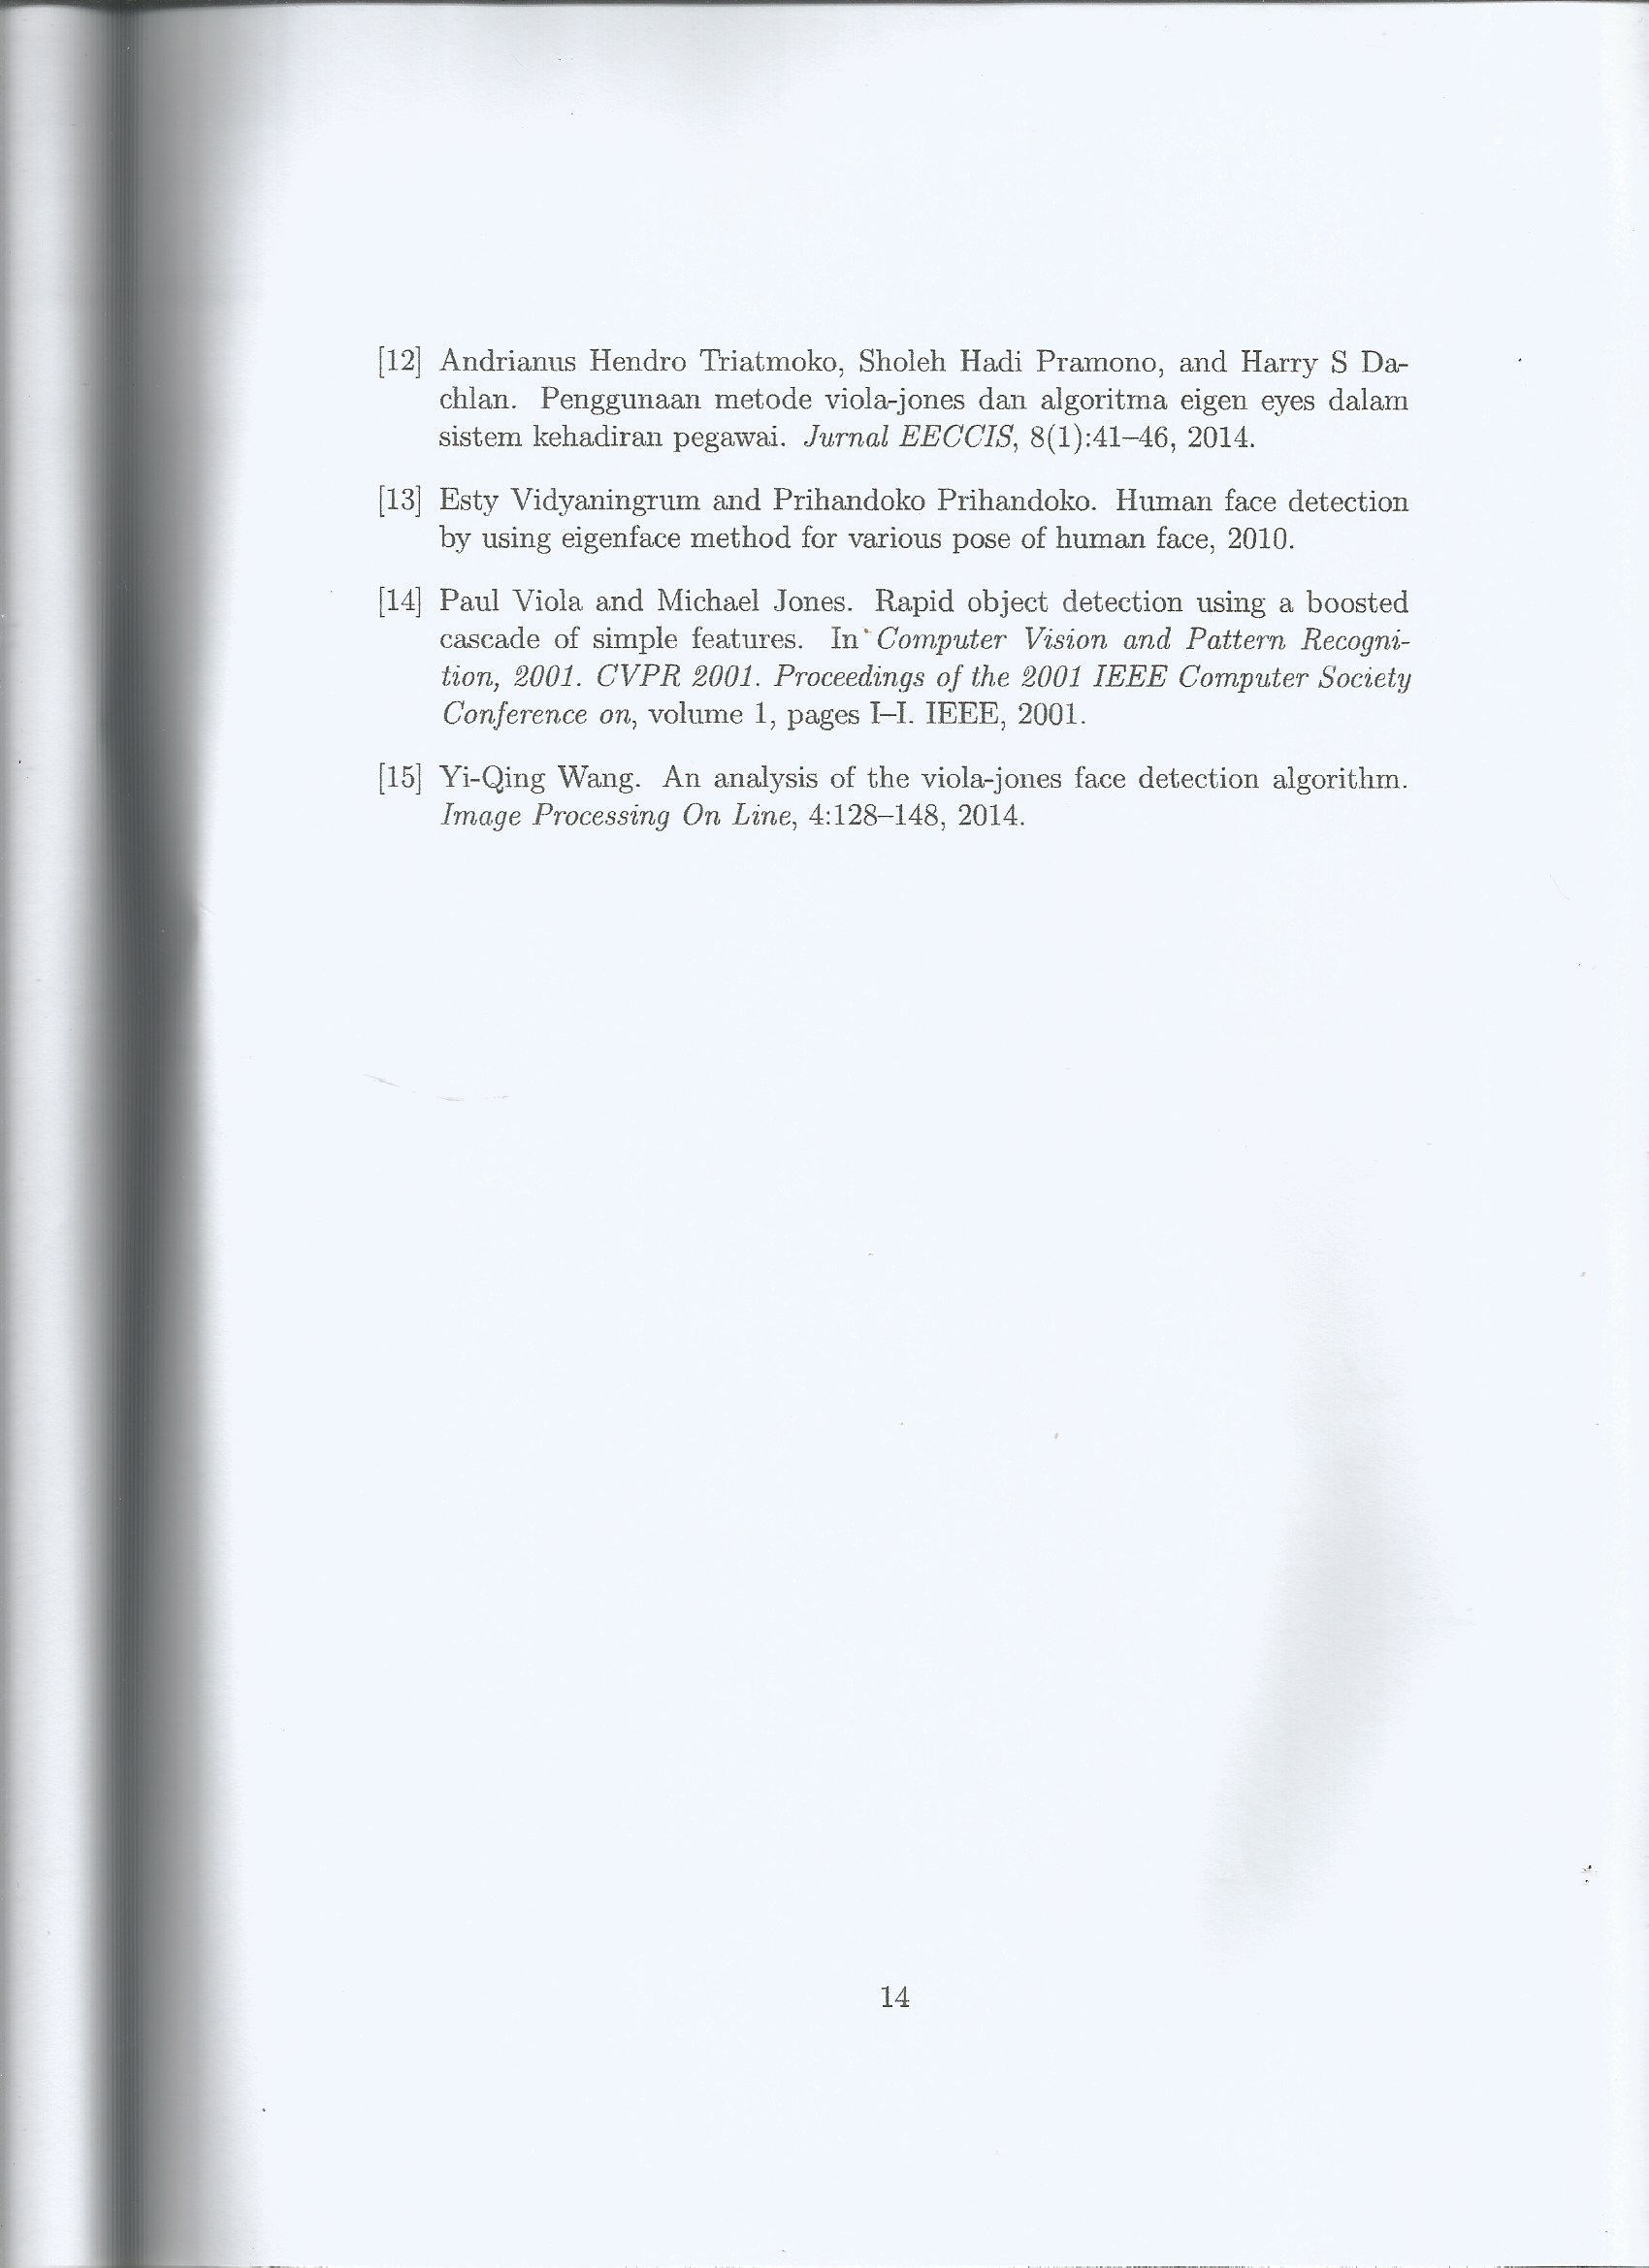 [12] Andrianus Hendro Triatmoko, Sholeh Hadi Pramono, and Harry S Da-
chlan. Penggunaan metode viola-jones dan algoritma eigen eyes dalam
sistem kehadiran pegawai. Jurnal EECCIS, 8(1):41–46, 2014.
[13] Esty Vidyaningrum and Prihandoko Prihandoko. Human face detection
by using eigenface method for various pose of human face, 2010.
[14] Paul Viola and Michael Jones. Rapid object detection using a boosted
cascade of simple features. In Computer Vision and Pattern Recogni-
tion, 2001. CVPR 2001. Proceedings of the 2001 IEEE Computer Society
Conference on, volume 1, pages I–I. IEEE, 2001.
[15] Yi-Qing Wang. An analysis of the viola-jones face detection algorithm.
Image Processing On Line, 4:128–148, 2014.
14